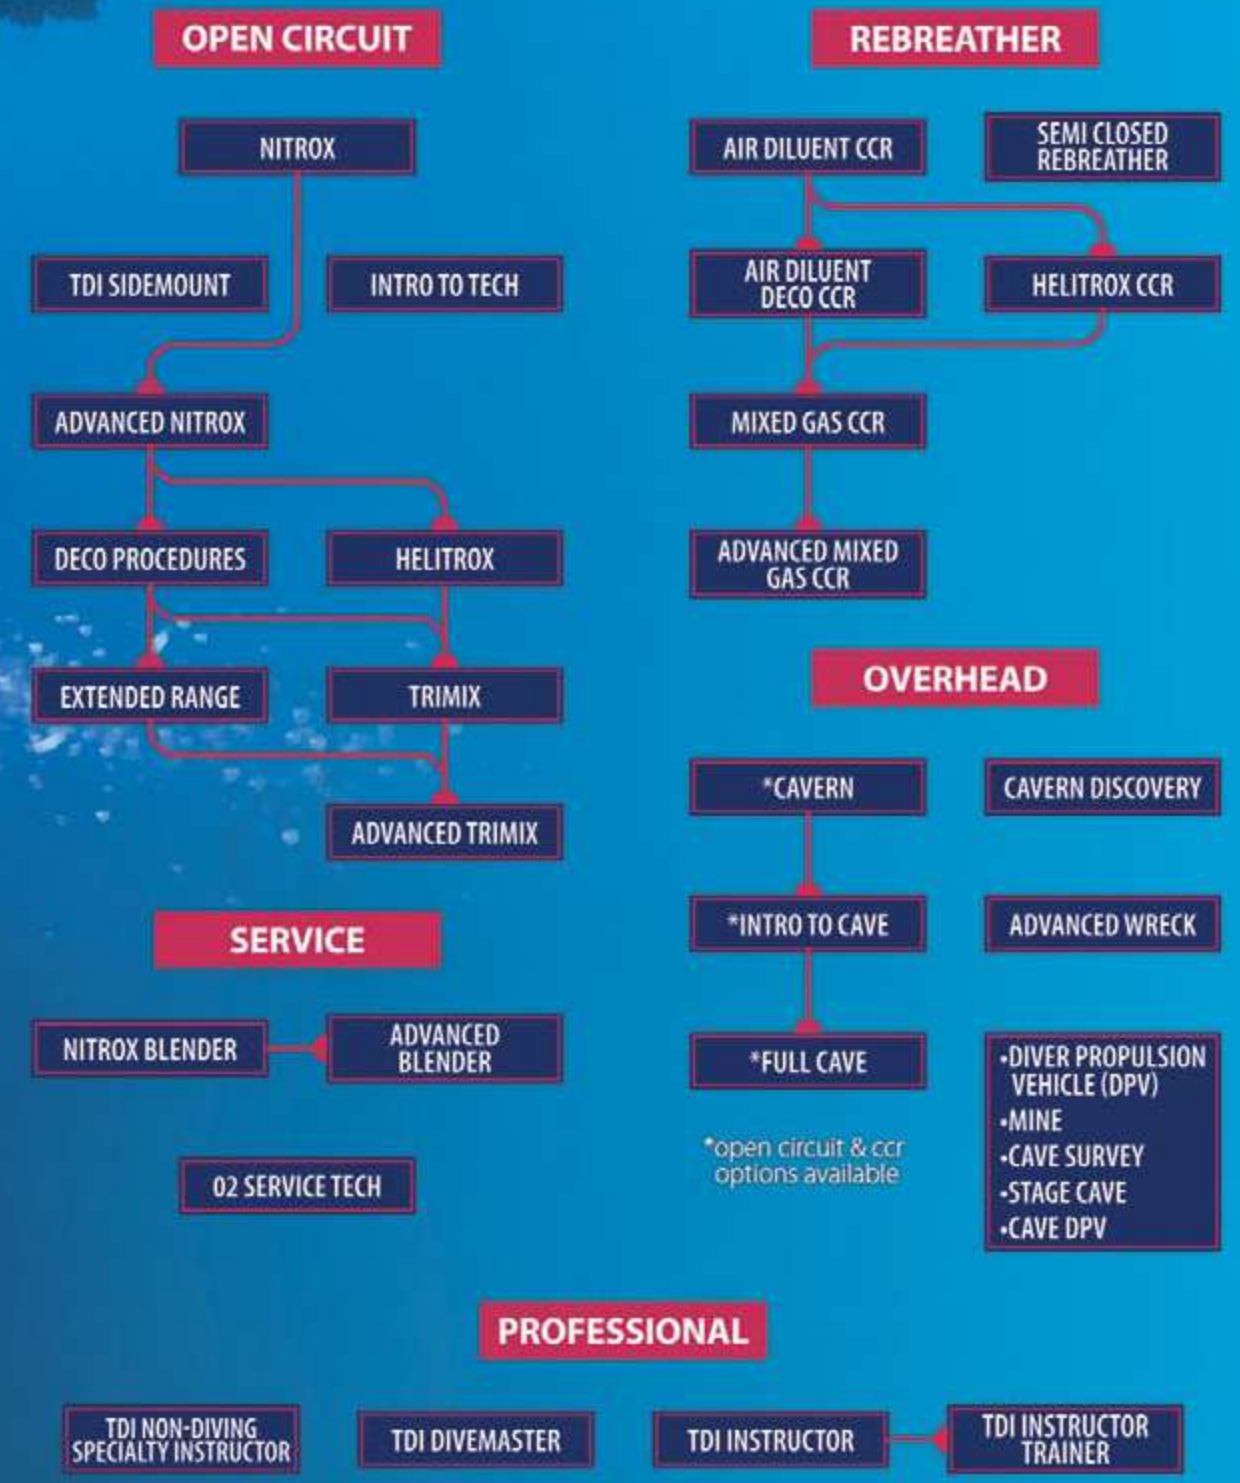 OPEN CIRCUIT
NITROX
TDI SIDEMOUNT
INTRO TO TECH
ADVANCED NITROX
DECO PROCEDURES
HELITROX
EXTENDED RANGE
TRIMIX
ADVANCED TRIMIX
SERVICE
NITROX BLENDER
ADVANCED
BLENDER
02 SERVICE TECH
REBREATHER
AIR DILUENT CCR
SEMI CLOSED
REBREATHER
AIR DILUENT
DECO CCR
HELITROX CCR
MIXED GAS CCR
ADVANCED MIXED
GAS CCR
OVERHEAD
*CAVERN
CAVERN DISCOVERY
*INTRO TO CAVE
ADVANCED WRECK
*FULL CAVE
*open circuit & ccr
options available
•DIVER PROPULSION
VEHICLE (DPV)
•MINE
•CAVE SURVEY
•STAGE CAVE
•CAVE DPV
PROFESSIONAL
TDI NON-DIVING
SPECIALTY INSTRUCTOR
TDI DIVEMASTER
TDI INSTRUCTOR
TDI INSTRUCTOR
TRAINER